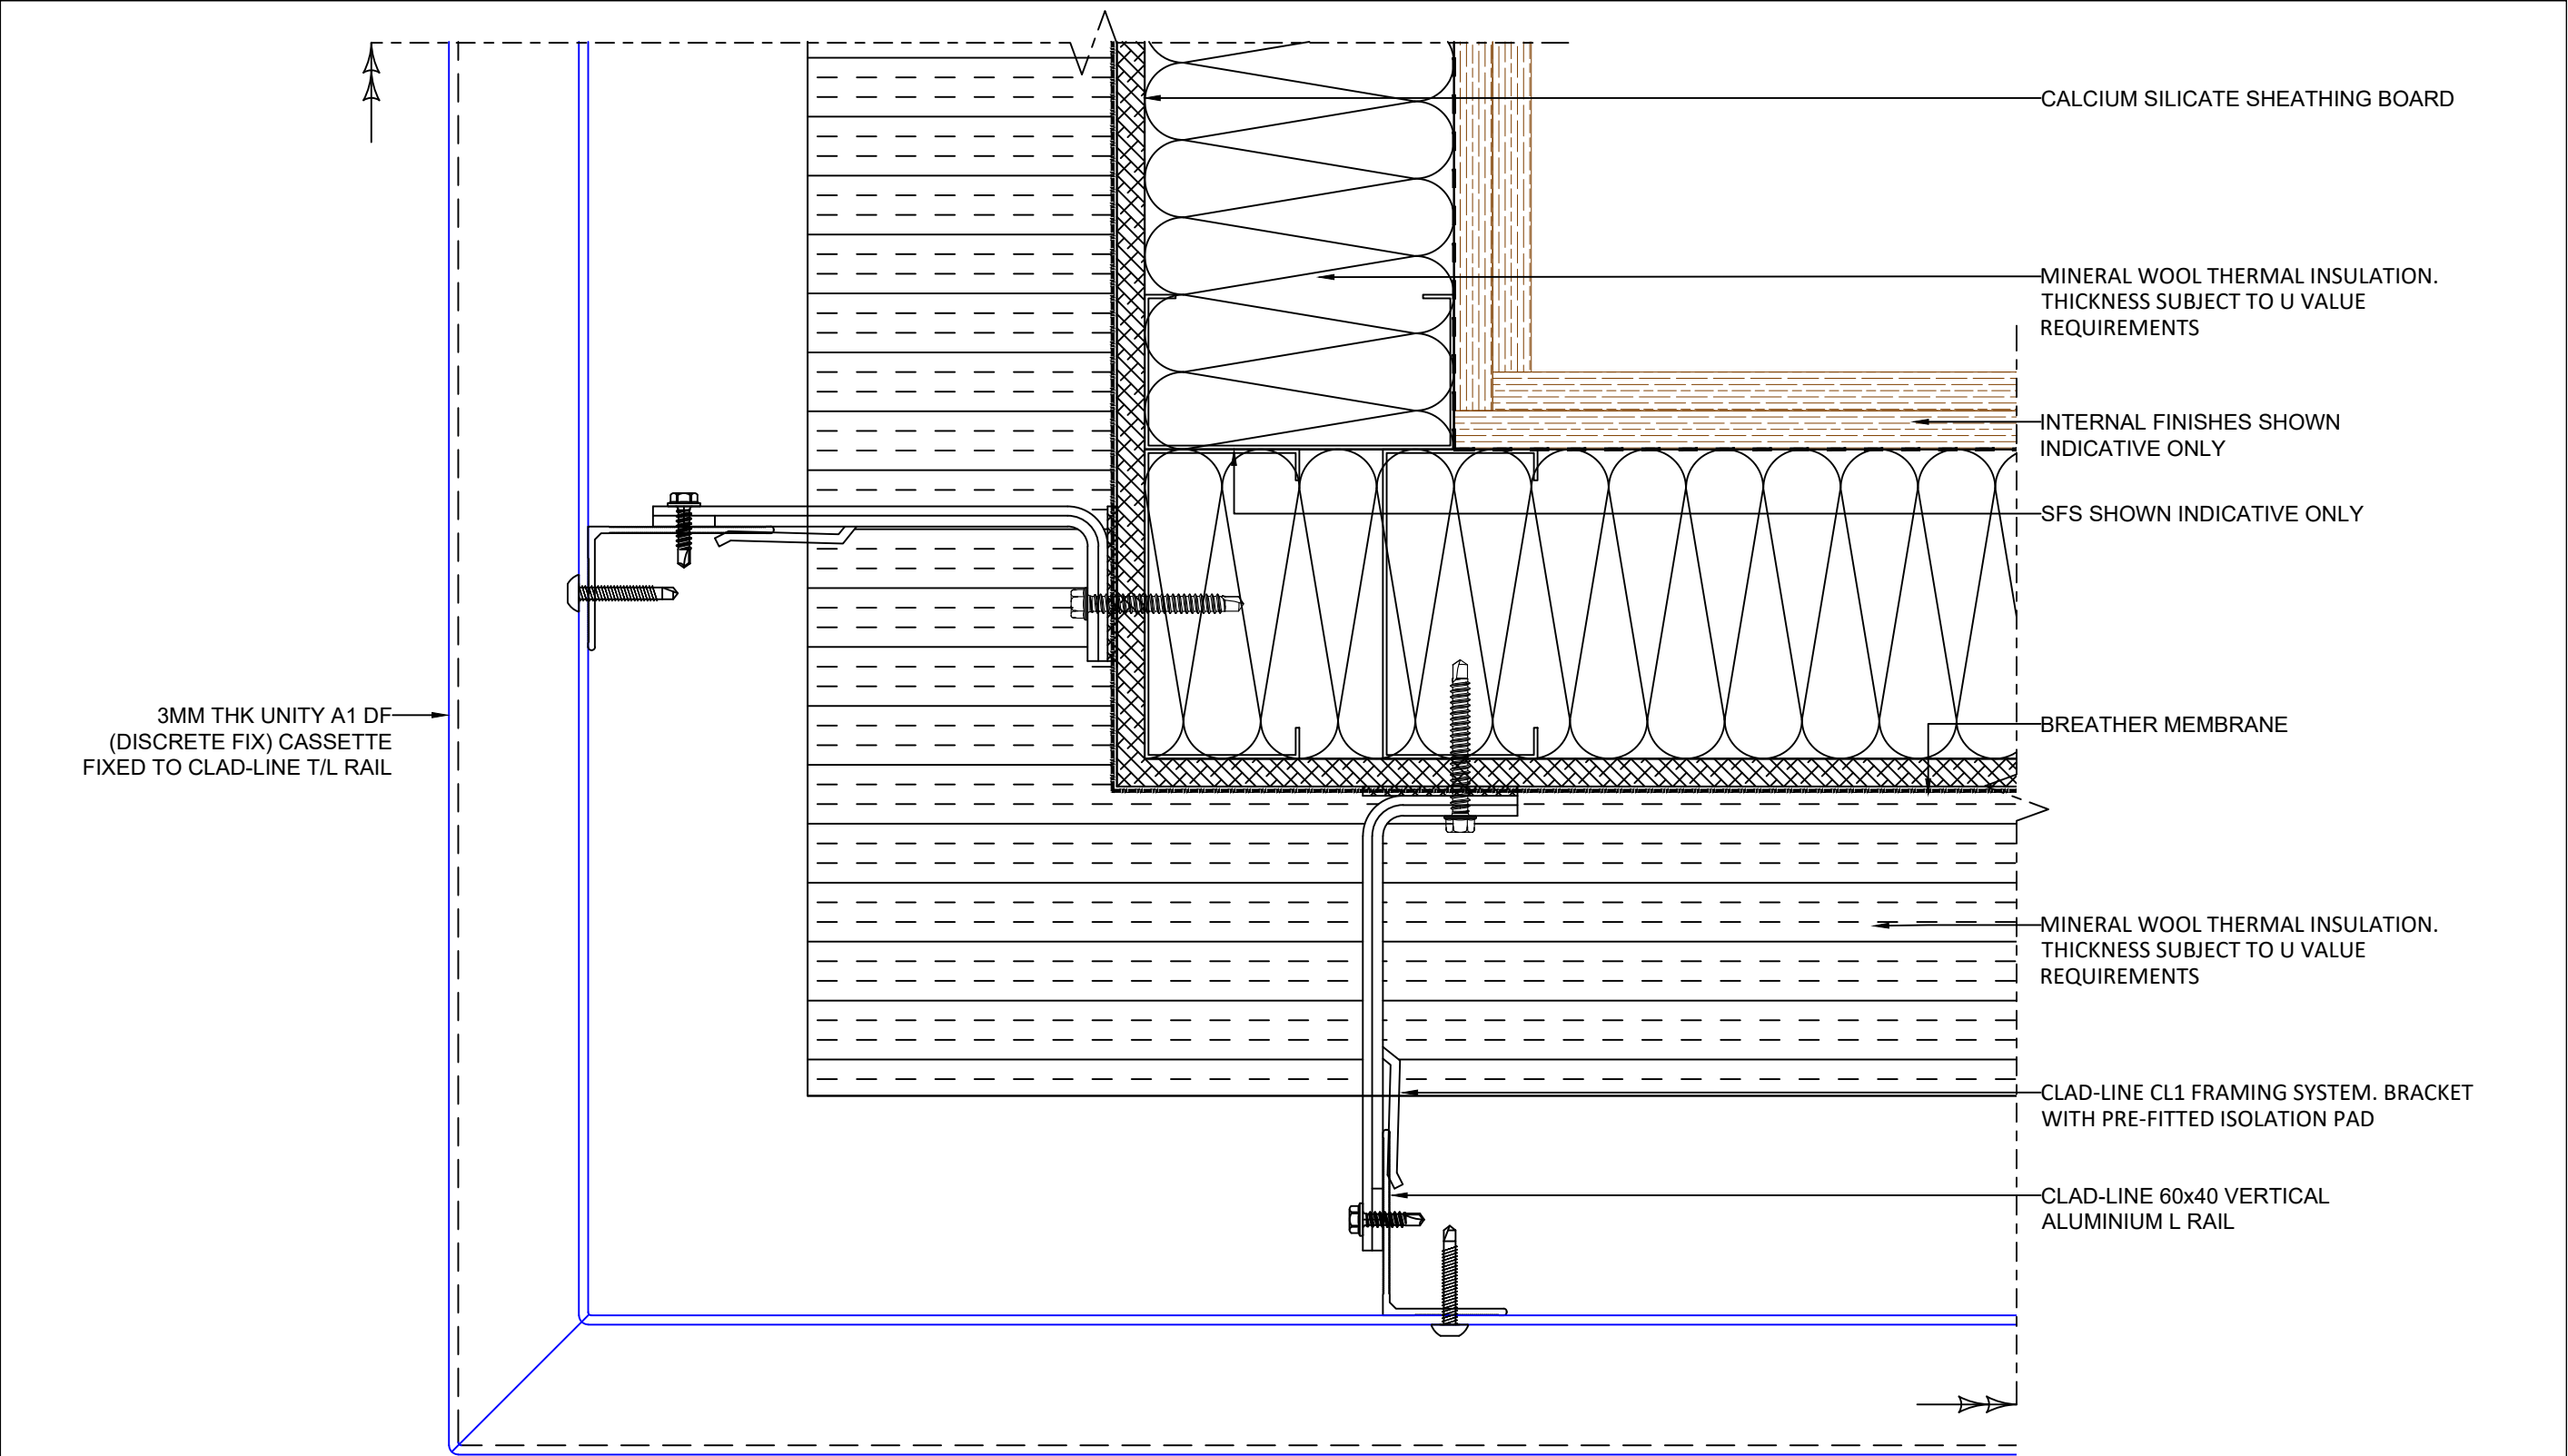 CALCIUM SILICATE SHEATHING BOARD
MINERAL WOOL THERMAL INSULATION.
THICKNESS SUBJECT TO U VALUE
REQUIREMENTS
INTERNAL FINISHES SHOWN
INDICATIVE ONLY
SFS SHOWN INDICATIVE ONLY
3MM THK UNITY A1 DF
(DISCRETE FIX) CASSETTE
FIXED TO CLAD-LINE T/L RAIL
BREATHER MEMBRANE
MINERAL WOOL THERMAL INSULATION.
THICKNESS SUBJECT TO U VALUE
REQUIREMENTS
CLAD-LINE CL1 FRAMING SYSTEM. BRACKET
WITH PRE-FITTED ISOLATION PAD
CLAD-LINE 60x40 VERTICAL
ALUMINIUM L RAIL